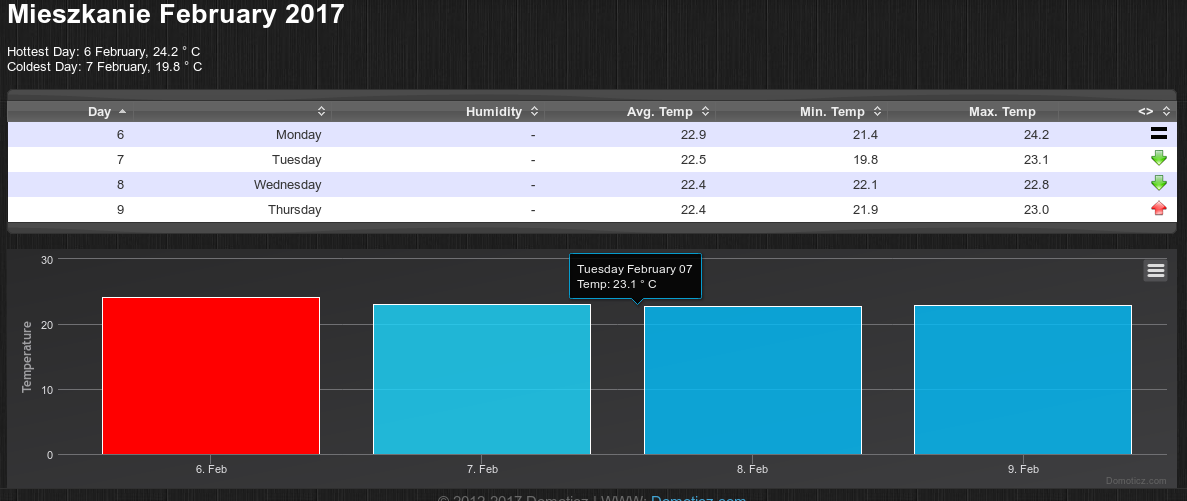 Mieszkanie February 2017
Hottest Day: 6 February, 24.2 ° C
Coldest Day: 7 February, 19.8 ° C
Day Humidity Avg. Temp Min. Temp Max. Temp <>
6 Monday - 22.9 21.4 24.2
7 Tuesday - 22.5 19.8 23.1
8 Wednesday - 22.4 22.1 22.8
9 Thursday - 22.4 21.9 23.0
Tuesday February 07
Temp: 23.1 ° C
Temperature
30
20
10
0
6. Feb 7. Feb 8. Feb 9. Feb
Domoticz.com
© 2012-2017 Domoticz | WWW: Domoticz.com